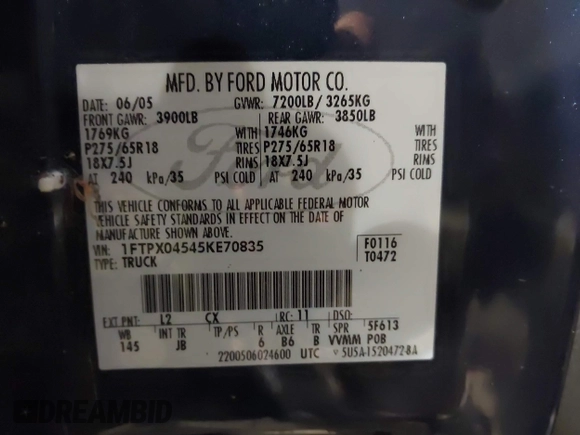 MFD. BY FORD MOTOR CO.
DATE: 06/05 GVWR: 7200LB/ 3265KG
FRONT GAWR: 3900LB REAR GAWR: 3850LB
1769KG WITH 1746KG WITH
P275/65R18 TIRES P275/65R18 TIRES
18X7.5J RIMS 18X7.5J RIMS
AT 240 kPa/35 PSI COLD AT 240 kPa/35 PSI COLD
Ford
THIS VEHICLE CONFORMS TO ALL APPLICABLE FEDERAL MOTOR
VEHICLE SAFETY STANDARDS IN EFFECT ON THE DATE OF
MANUFACTURE SHOWN ABOVE.
VIN: 1FTPX04545KE70835 F0116
TYPE: TRUCK T0472
EXT PNT: L2 CX RC: 11 DSO:
WB INT TR TP/PS R AXLE TR SPR 5F613
145 JB 6 B6 B VVMM POB
2200506024600 UTC 5U5A-1520472-BA
DREAMBID